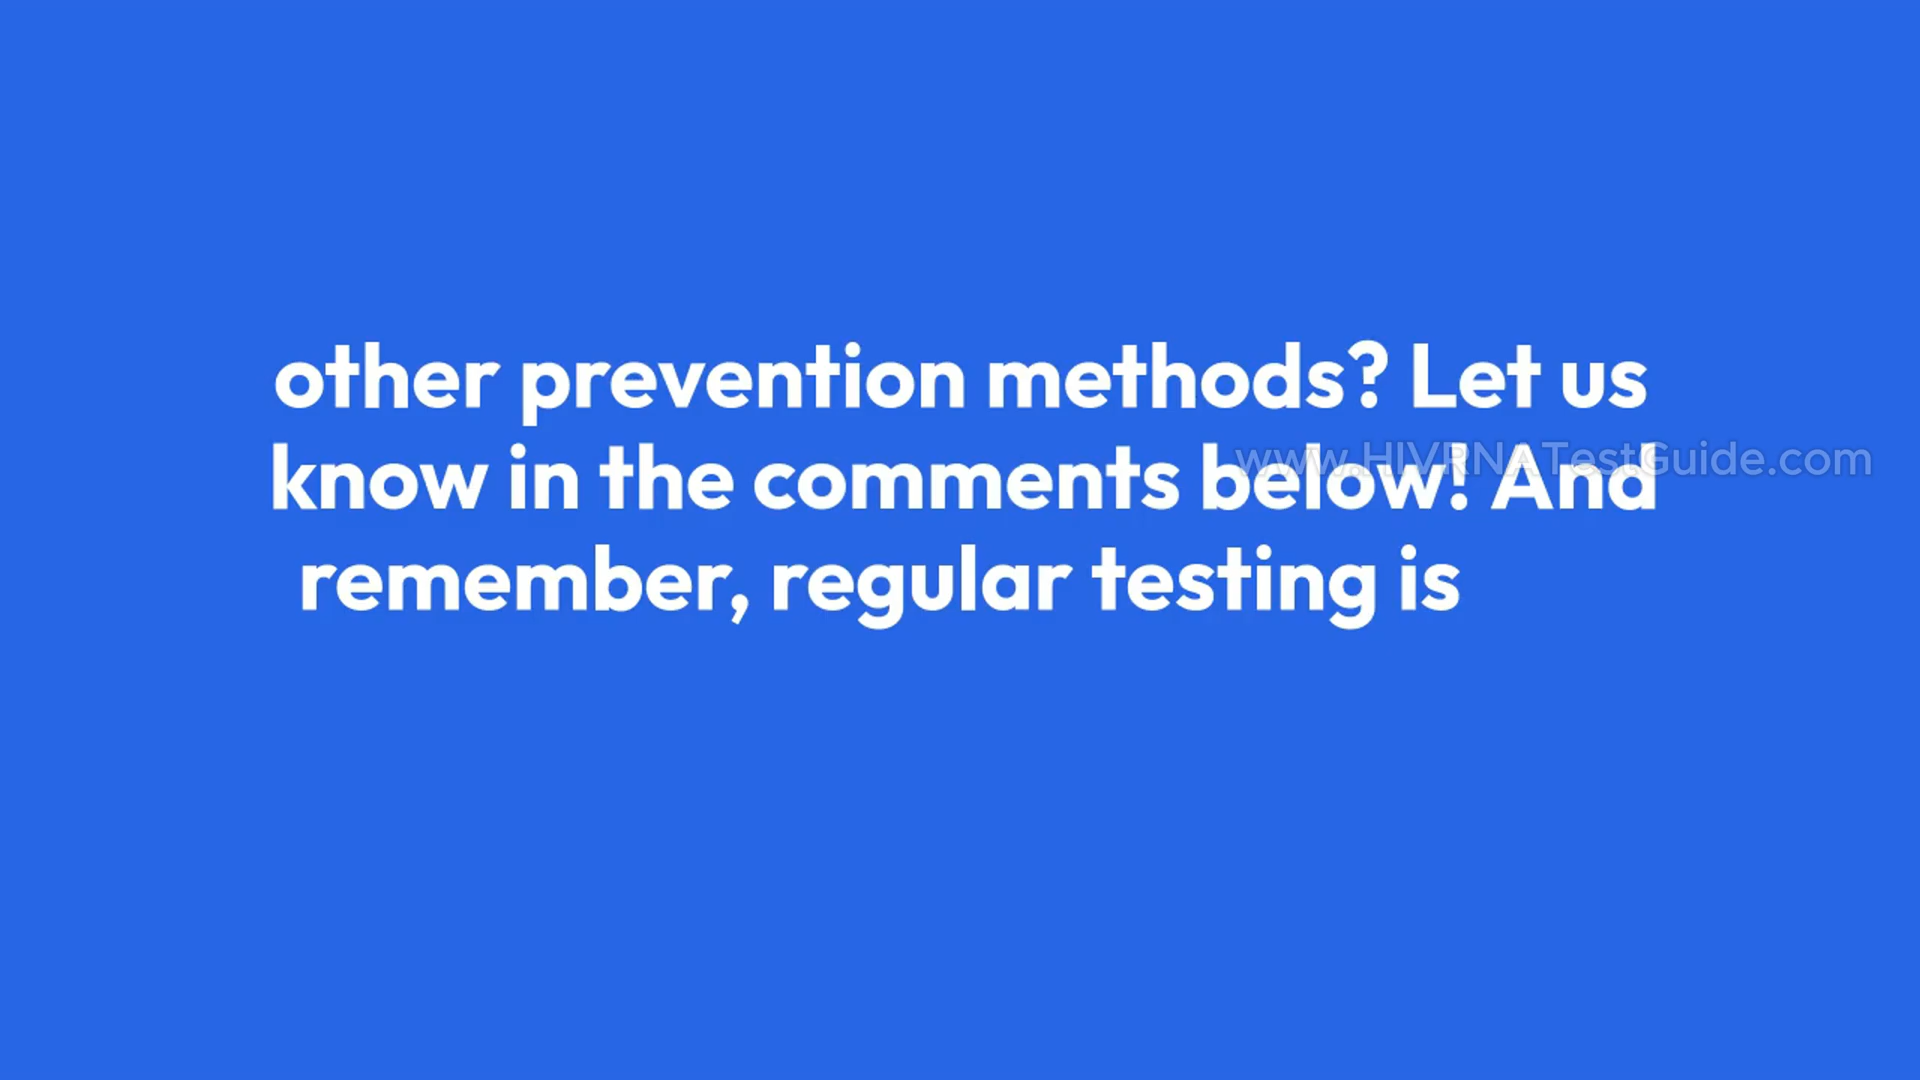 other prevention methods? Let us
know in the comments below! And
www.HIVRNATestGuide.com
remember, regular testing is